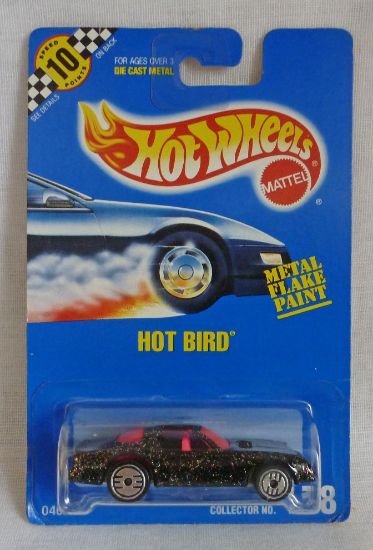 SPEED
10
POINTS
SEE DETAILS
ON BACK
FOR AGES OVER 3
DIE CAST METAL
HOT WHEELS®
MATTEL
®
METAL
FLAKE
PAINT
HOT BIRD®
COLLECTOR NO.